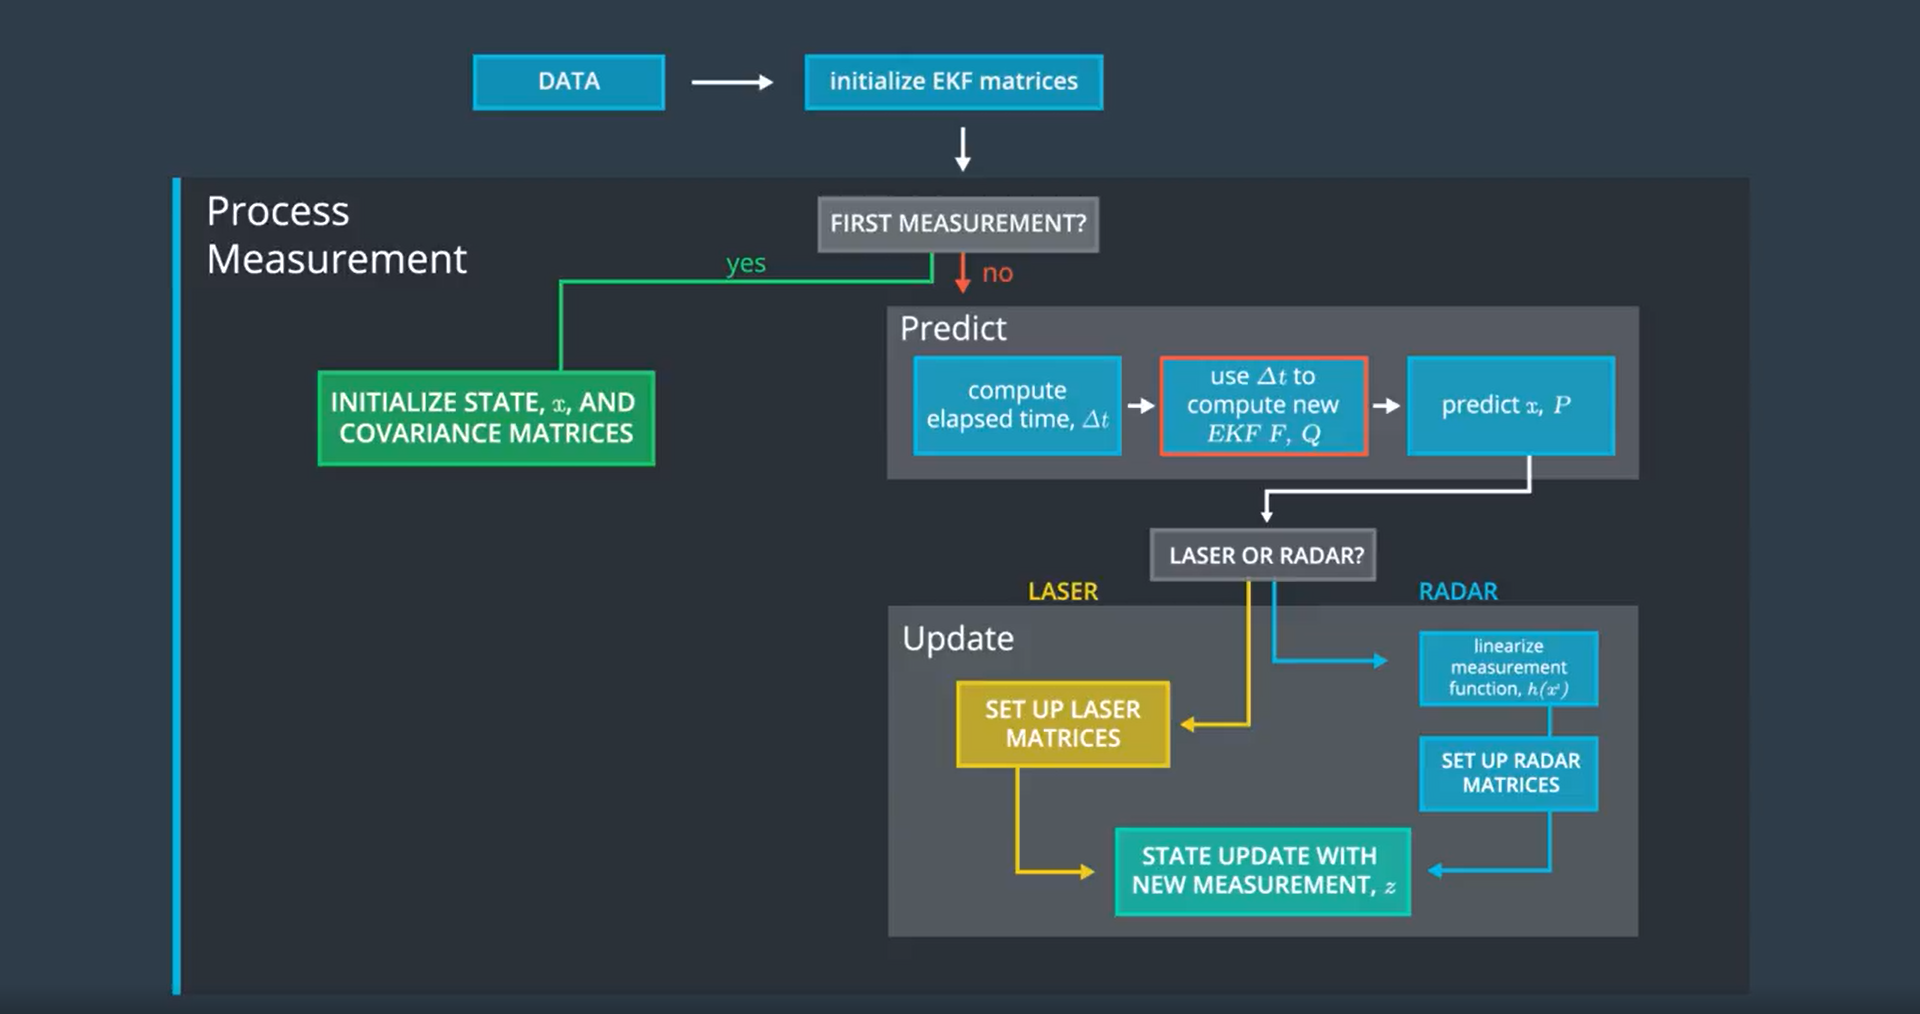 DATA
initialize EKF matrices
Process
Measurement
FIRST MEASUREMENT?
yes
no
INITIALIZE STATE, x, AND
COVARIANCE MATRICES
Predict
compute
elapsed time, Δt
use Δt to
compute new
EKF F, Q
predict x, P
LASER OR RADAR?
LASER
RADAR
Update
SET UP LASER
MATRICES
linearize
measurement
function, h(x')
SET UP RADAR
MATRICES
STATE UPDATE WITH
NEW MEASUREMENT, z